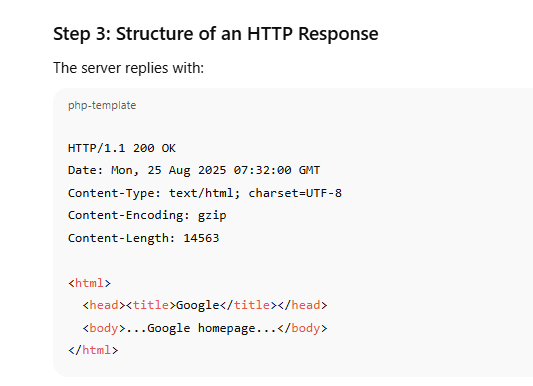 Step 3: Structure of an HTTP Response
The server replies with:
php-template
HTTP/1.1 200 OK
Date: Mon, 25 Aug 2025 07:32:00 GMT
Content-Type: text/html; charset=UTF-8
Content-Encoding: gzip
Content-Length: 14563
<html>
  <head><title>Google</title></head>
  <body>...Google homepage...</body>
</html>